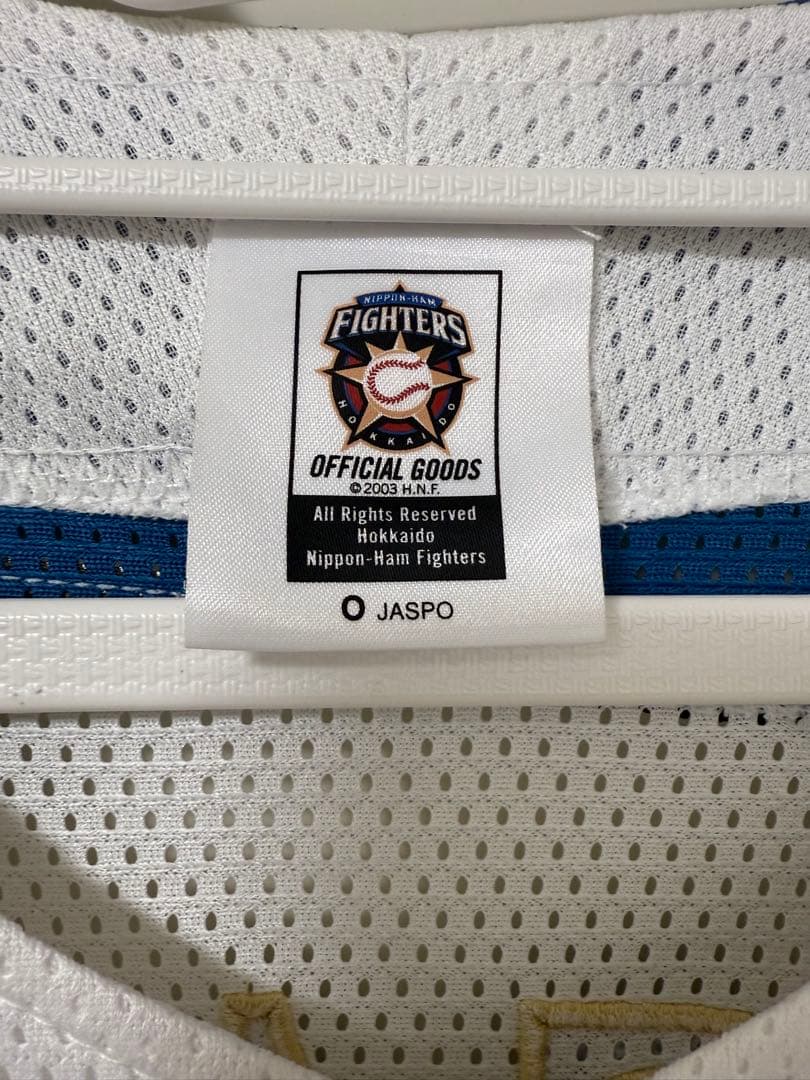 NIPPON-HAM
FIGHTERS
HOKKAIDO
OFFICIAL GOODS
© 2003 H.N.F.
All Rights Reserved
Hokkaido
Nippon-Ham Fighters
O JASPO